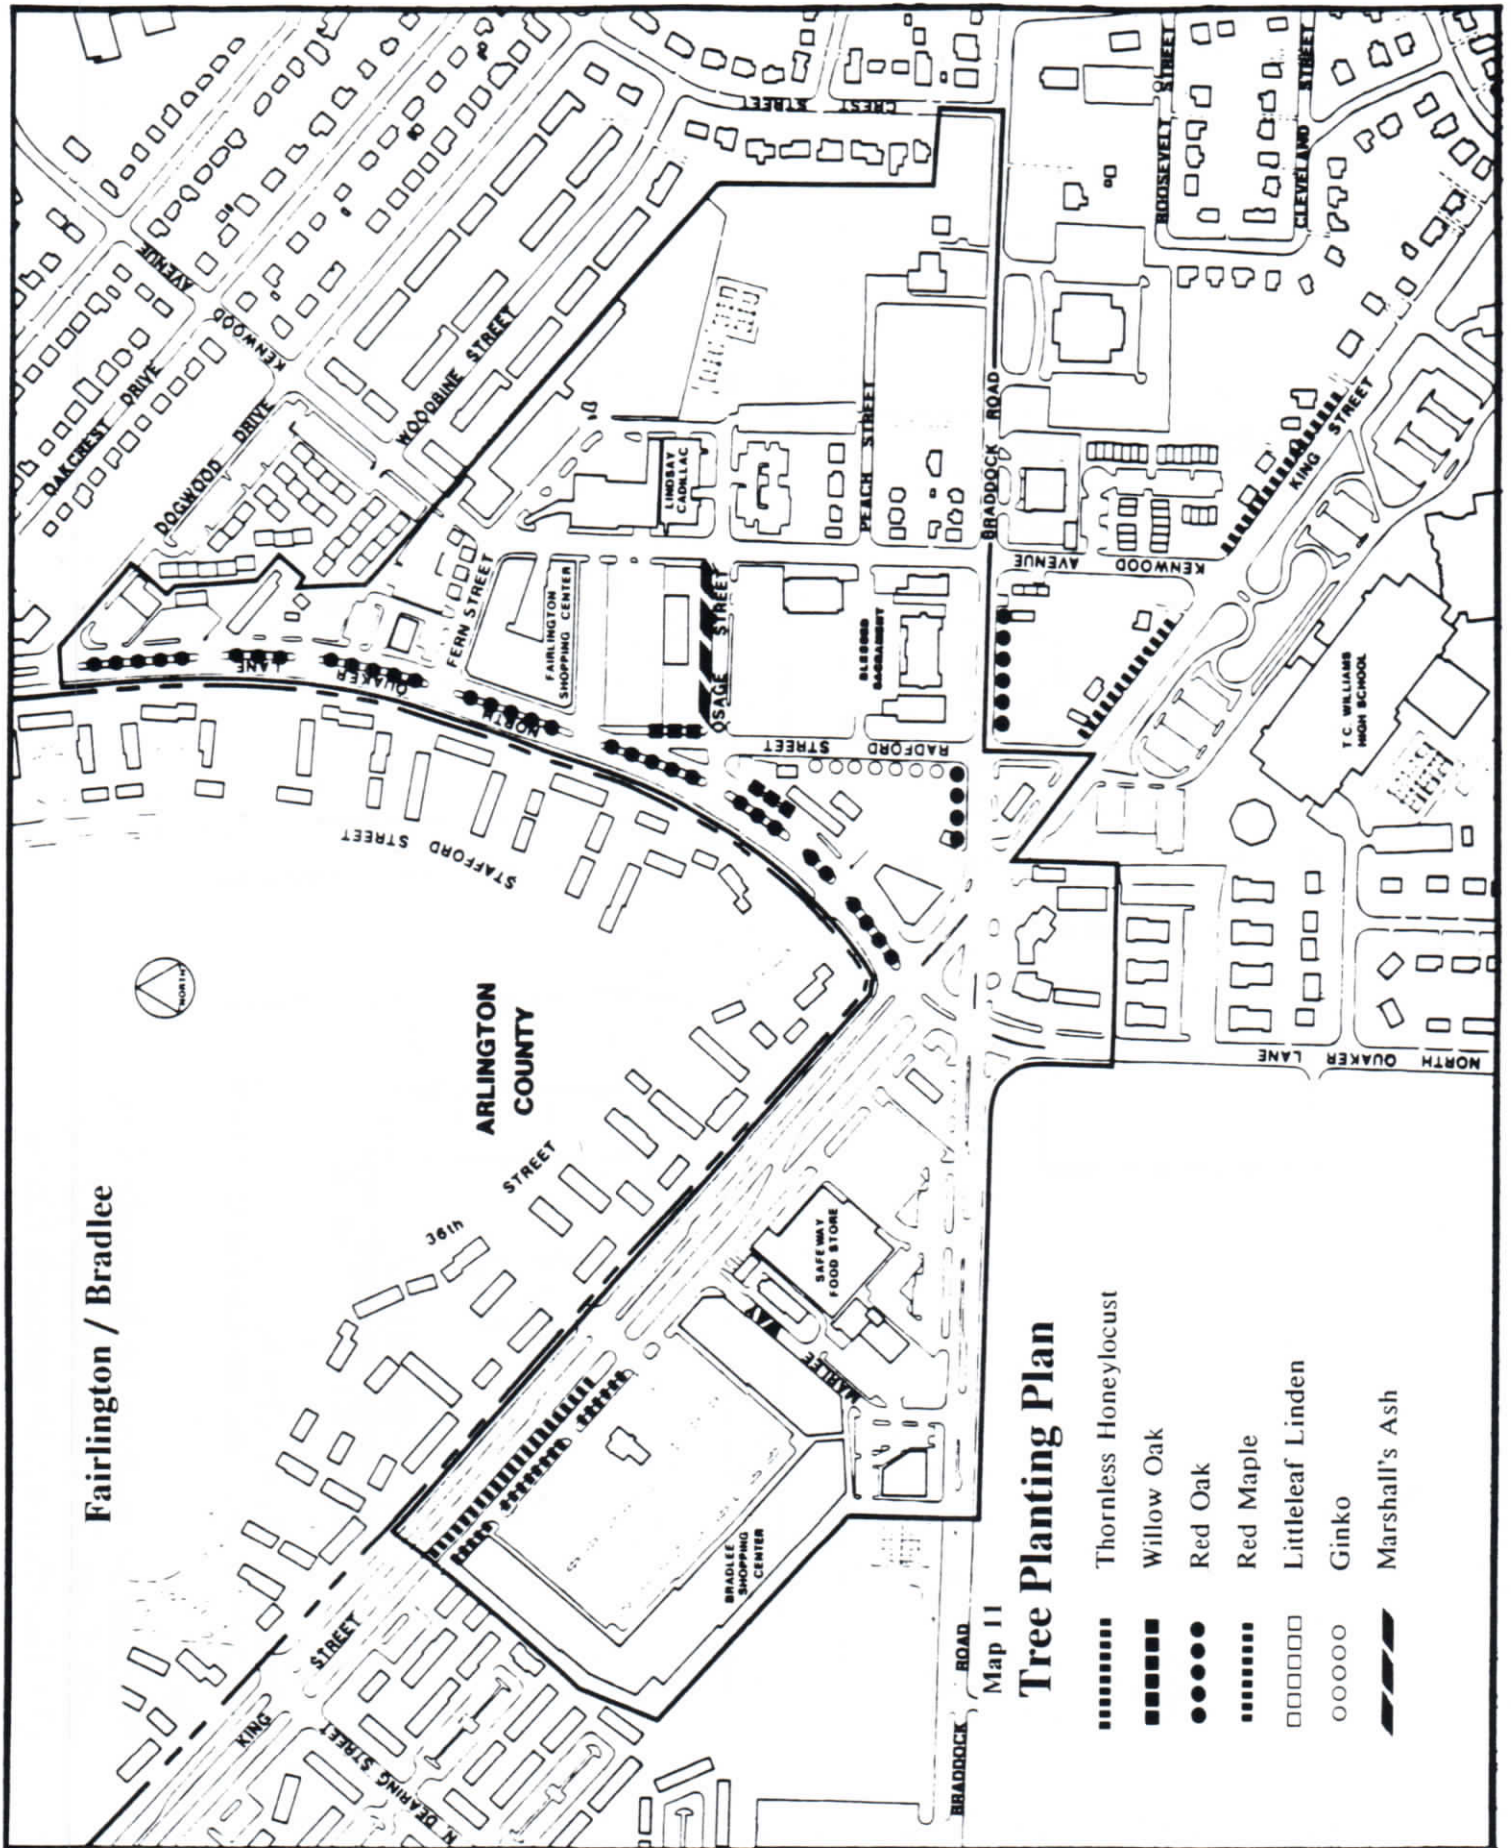 Fairlington / Bradlee
ARLINGTON
COUNTY
NORTH
36th
STREET
STAFFORD STREET
OAKCREST DRIVE
KENWOOD
AVENUE
DOGWOOD DRIVE
WOODBINE STREET
FERN STREET
NORTH
QUAKER
LANE
FAIRLINGTON
SHOPPING CENTER
LINDSAY
CADILLAC
OSAGE STREET
PEACH STREET
BLESSED
SACRAMENT
RADFORD
STREET
CREST
STREET
BRADDOCK ROAD
KENWOOD
AVENUE
ROOSEVELT STREET
CLEVELAND STREET
KING STREET
T.C. WILLIAMS
HIGH SCHOOL
NORTH QUAKER LANE
SAFEWAY
FOOD STORE
MARLEE WAY
BRADLEE
SHOPPING
CENTER
KING STREET
N DEARING STREET
BRADDOCK ROAD
Map 11
Tree Planting Plan
Thornless Honeylocust
Willow Oak
Red Oak
Red Maple
Littleleaf Linden
Ginko
Marshall's Ash